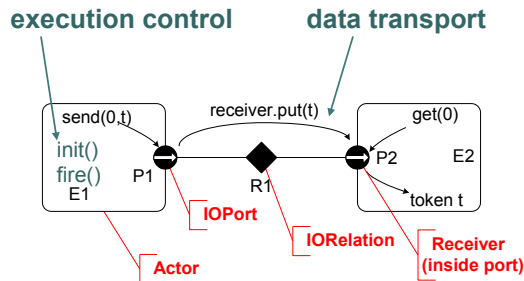 execution control
data transport
send(0,t)
receiver.put(t)
get(0)
init()
fire()
E1
P1
R1
P2
E2
token t
IOPort
IORelation
Receiver
(inside port)
Actor